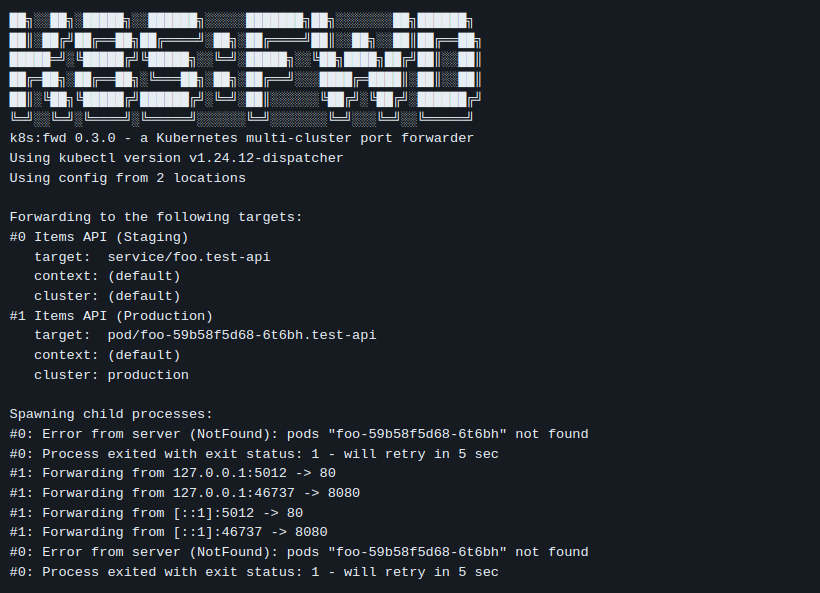 K8S:FWD
k8s:fwd 0.3.0 - a Kubernetes multi-cluster port forwarder
Using kubectl version v1.24.12-dispatcher
Using config from 2 locations
Forwarding to the following targets:
#0 Items API (Staging)
target:  service/foo.test-api
context: (default)
cluster: (default)
#1 Items API (Production)
target:  pod/foo-59b58f5d68-6t6bh.test-api
context: (default)
cluster: production
Spawning child processes:
#0: Error from server (NotFound): pods "foo-59b58f5d68-6t6bh" not found
#0: Process exited with exit status: 1 - will retry in 5 sec
#1: Forwarding from 127.0.0.1:5012 -> 80
#1: Forwarding from 127.0.0.1:46737 -> 8080
#1: Forwarding from [::1]:5012 -> 80
#1: Forwarding from [::1]:46737 -> 8080
#0: Error from server (NotFound): pods "foo-59b58f5d68-6t6bh" not found
#0: Process exited with exit status: 1 - will retry in 5 sec